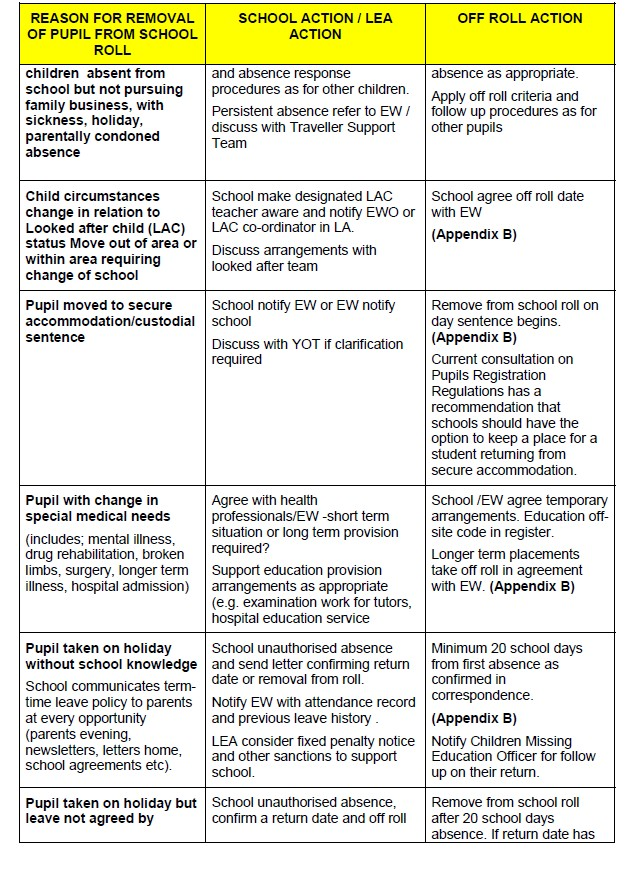 REASON FOR REMOVAL
OF PUPIL FROM SCHOOL
ROLL
SCHOOL ACTION / LEA
ACTION
OFF ROLL ACTION
children  absent from
school but not pursuing
family business, with
sickness, holiday,
parentally condoned
absence
and absence response
procedures as for other children.
Persistent absence refer to EW /
discuss with Traveller Support
Team
absence as appropriate.
Apply off roll criteria and
follow up procedures as for
other pupils
Child circumstances
change in relation to
Looked after child (LAC)
status Move out of area or
within area requiring
change of school
School make designated LAC
teacher aware and notify EWO or
LAC co-ordinator in LA.
Discuss arrangements with
looked after team
School agree off roll date
with EW
(Appendix B)
Pupil moved to secure
accommodation/custodial
sentence
School notify EW or EW notify
school
Discuss with YOT if clarification
required
Remove from school roll on
day sentence begins.
(Appendix B)
Current consultation on
Pupils Registration
Regulations has a
recommendation that
schools should have the
option to keep a place for a
student returning from
secure accommodation.
Pupil with change in
special medical needs
(includes; mental illness,
drug rehabilitation, broken
limbs, surgery, longer term
illness, hospital admission)
Agree with health
professionals/EW -short term
situation or long term provision
required?
Support education provision
arrangements as appropriate
(e.g. examination work for tutors,
hospital education service
School /EW agree temporary
arrangements. Education off-
site code in register.
Longer term placements
take off roll in agreement
with EW. (Appendix B)
Pupil taken on holiday
without school knowledge
School communicates term-
time leave policy to parents
at every opportunity
(parents evening,
newsletters, letters home,
school agreements etc).
School unauthorised absence
and send letter confirming return
date or removal from roll.
Notify EW with attendance record
and previous leave history .
LEA consider fixed penalty notice
and other sanctions to support
school.
Minimum 20 school days
from first absence as
confirmed in
correspondence.
(Appendix B)
Notify Children Missing
Education Officer for follow
up on their return.
Pupil taken on holiday but
leave not agreed by
School unauthorised absence,
confirm a return date and off roll
Remove from school roll
after 20 school days
absence. If return date has